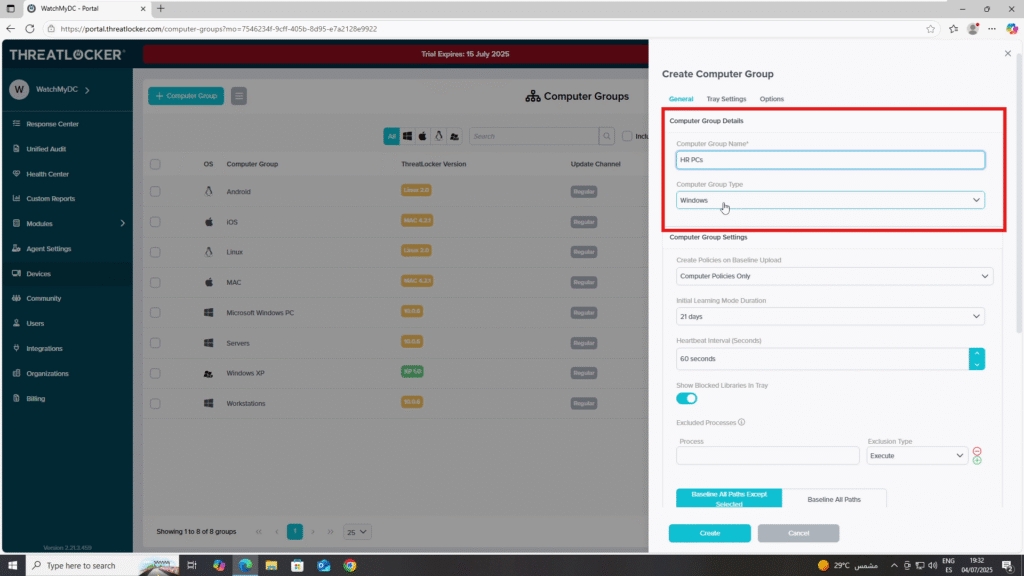 WatchMyDC - Portal
https://portal.threatlocker.com/computer-groups?mo=7546234f-9cff-405b-8d95-e7a2128e9922
THREATLOCKER
Trial Expires: 15 July 2025
W WatchMyDC
Response Center
Unified Audit
Health Center
Custom Reports
Modules
Agent Settings
Devices
Community
Users
Integrations
Organizations
Billing
Version 2.21.3.459
+ Computer Group
Computer Groups
All
Search
Inclu
OS Computer Group ThreatLocker Version Update Channel
Android Linux 2.0 Regular
iOS MAC 4.2.1 Regular
Linux Linux 2.0 Regular
MAC MAC 4.2.1 Regular
Microsoft Windows PC 10.0.6 Regular
Servers 10.0.6 Regular
Windows XP XP 5.0 Regular
Workstations 10.0.6 Regular
Showing 1 to 8 of 8 groups
1
25
Create Computer Group
General Tray Settings Options
Computer Group Details
Computer Group Name*
HR PCs
Computer Group Type
Windows
Computer Group Settings
Create Policies on Baseline Upload
Computer Policies Only
Initial Learning Mode Duration
21 days
Heartbeat Interval (Seconds)
60 seconds
Show Blocked Libraries In Tray
Excluded Processes
Process Exclusion Type
Execute
Baseline All Paths Except Selected
Baseline All Paths
Create Cancel
Type here to search
29°C مشمس
ENG
ES
19:32
04/07/2025